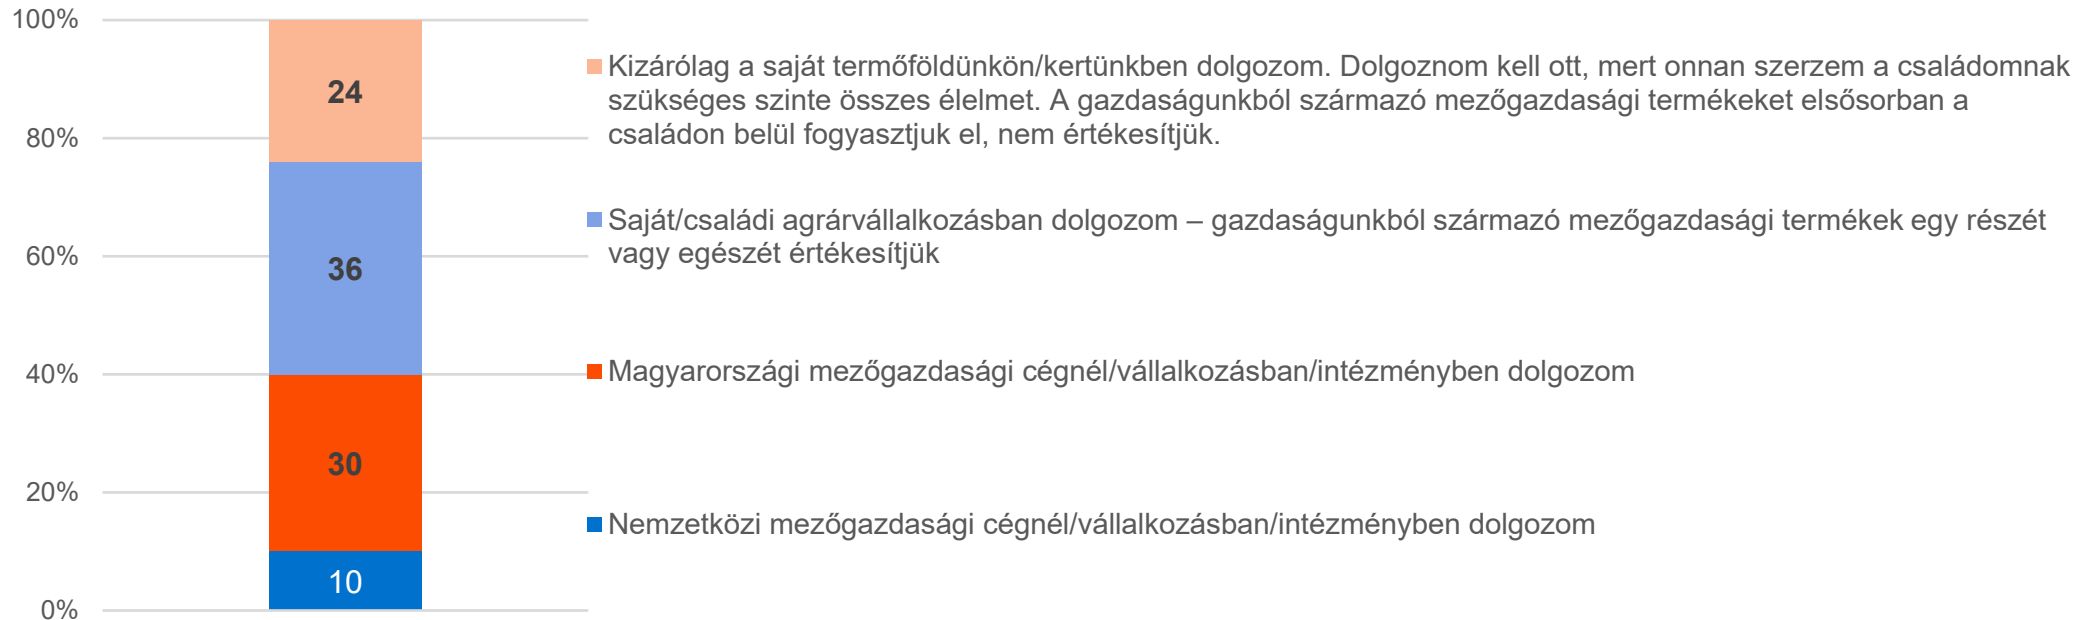 100%
80%
60%
40%
20%
0%
24
36
30
10
Kizárólag a saját termőföldünkön/kertünkben dolgozom. Dolgoznom kell ott, mert onnan szerzem a családomnak
szükséges szinte összes élelmet. A gazdaságunkból származó mezőgazdasági termékeket elsősorban a
családon belül fogyasztjuk el, nem értékesítjük.
Saját/családi agrárvállalkozásban dolgozom – gazdaságunkból származó mezőgazdasági termékek egy részét
vagy egészét értékesítjük
Magyarországi mezőgazdasági cégnél/vállalkozásban/intézményben dolgozom
Nemzetközi mezőgazdasági cégnél/vállalkozásban/intézményben dolgozom